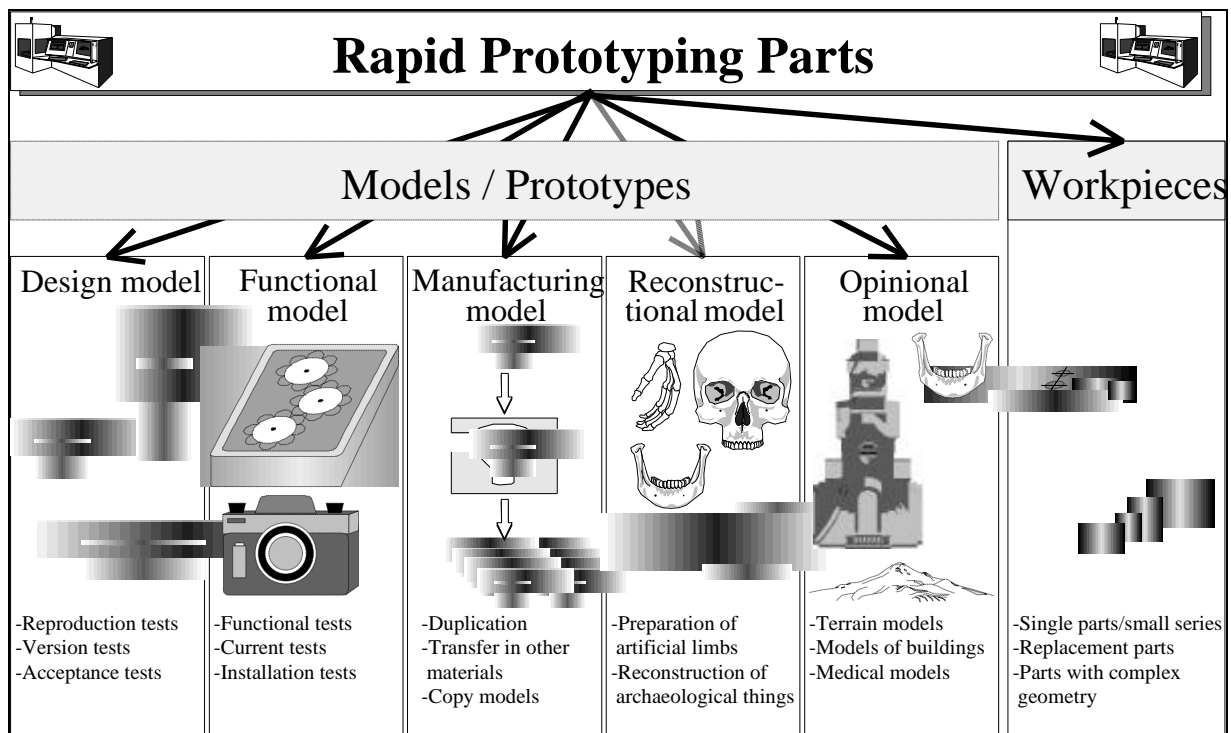 Rapid Prototyping Parts
Models / Prototypes
Workpieces
Design model
Functional
model
Manufacturing
model
Reconstruc-
tional model
Opinional
model
-Reproduction tests
-Version tests
-Acceptance tests
-Functional tests
-Current tests
-Installation tests
-Duplication
-Transfer in other
materials
-Copy models
-Preparation of
artificial limbs
-Reconstruction of
archaeological things
-Terrain models
-Models of buildings
-Medical models
-Single parts/small series
-Replacement parts
-Parts with complex
geometry